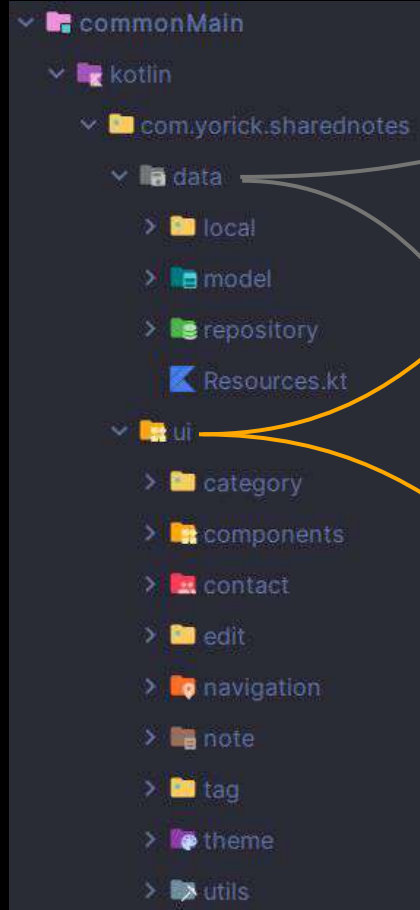 commonMain
kotlin
com.yorick.sharednotes
data
local
model
repository
Resources.kt
ui
category
components
contact
edit
navigation
note
tag
theme
utils